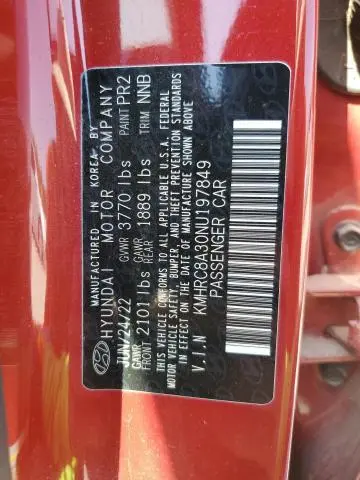 MANUFACTURED IN KOREA BY
HYUNDAI MOTOR COMPANY
JUN/24/22 GVWR 3770 lbs PAINT PR2
GAWR FRONT 2101 lbs GAWR REAR 1889 lbs TRIM NNB
THIS VEHICLE CONFORMS TO ALL APPLICABLE U.S.A. FEDERAL
MOTOR VEHICLE SAFETY, BUMPER, AND THEFT PREVENTION STANDARDS
IN EFFECT ON THE DATE OF MANUFACTURE SHOWN ABOVE
V.I.N KMHRC8A30NU197849
PASSENGER CAR